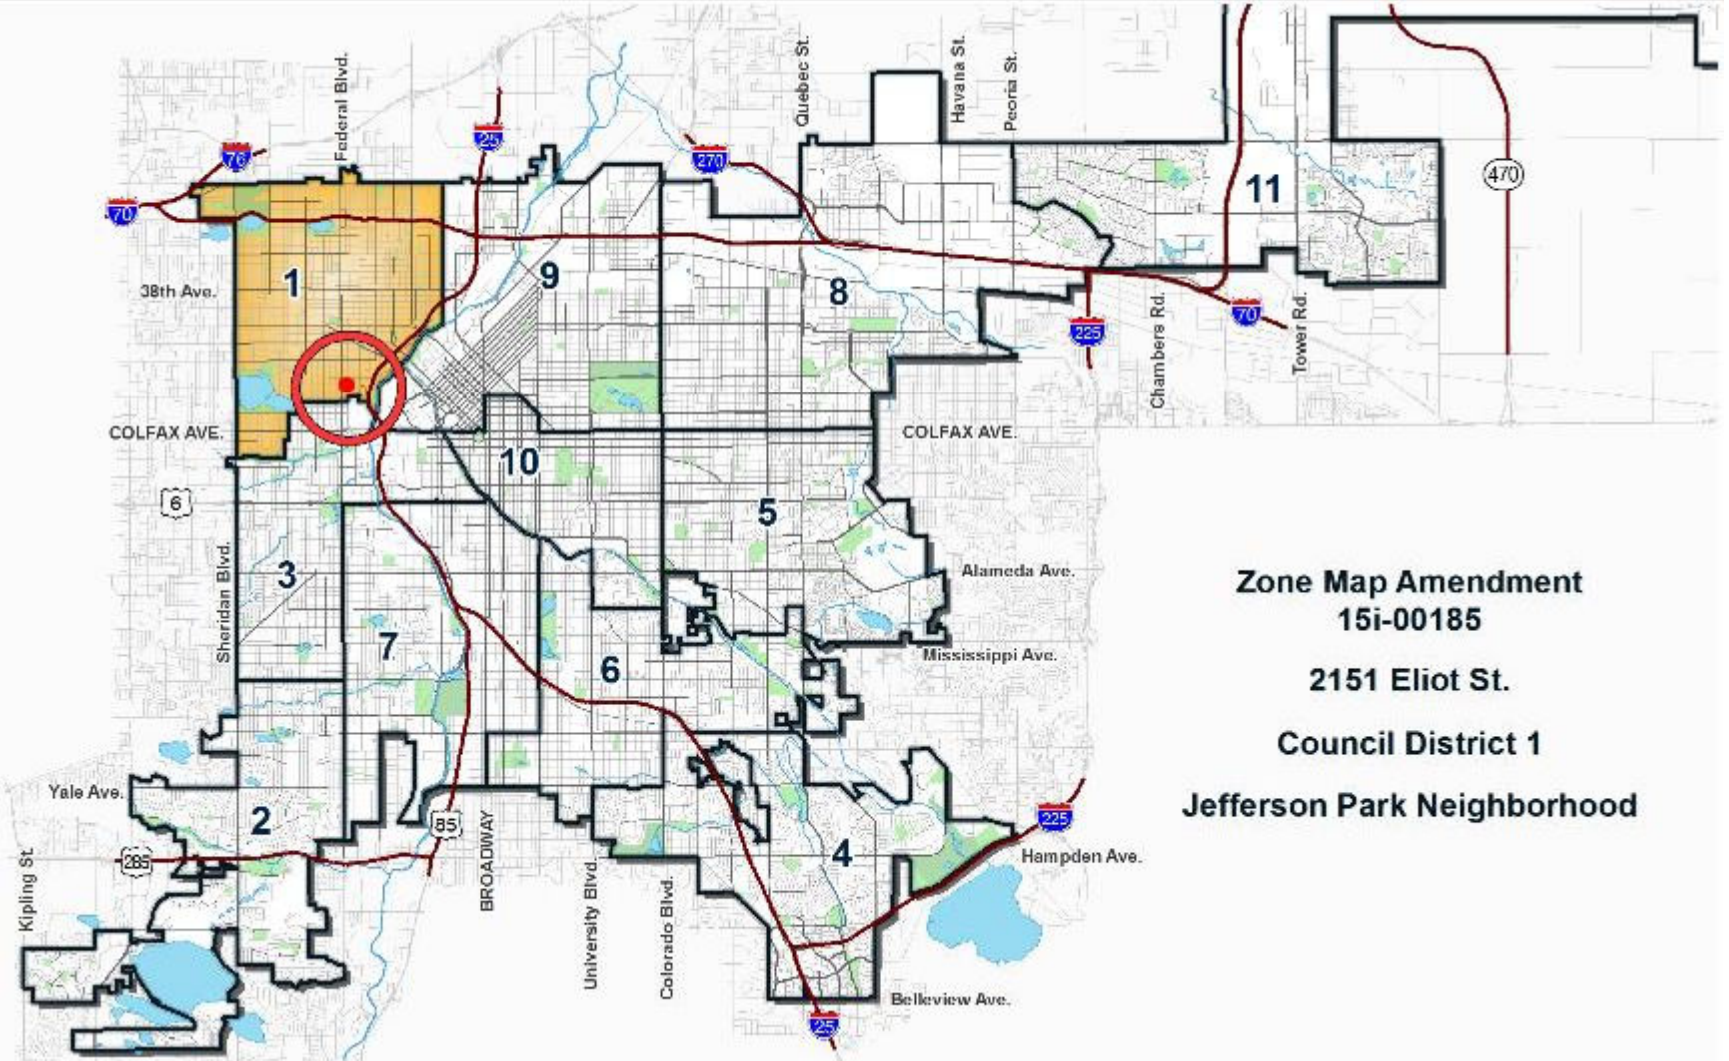 Federal Blvd.
Quebec St.
Havana St.
Peoria St.
76
25
270
470
70
11
1
9
8
38th Ave.
225
70
Chambers Rd.
Tower Rd.
COLFAX AVE.
COLFAX AVE.
10
6
5
3
Sheridan Blvd.
Alameda Ave.
7
6
Mississippi Ave.
Yale Ave.
2
85
BROADWAY
225
285
4
Hampden Ave.
Kipling St
University Blvd.
Colorado Blvd.
Belleview Ave.
25
Zone Map Amendment
15i-00185
2151 Eliot St.
Council District 1
Jefferson Park Neighborhood